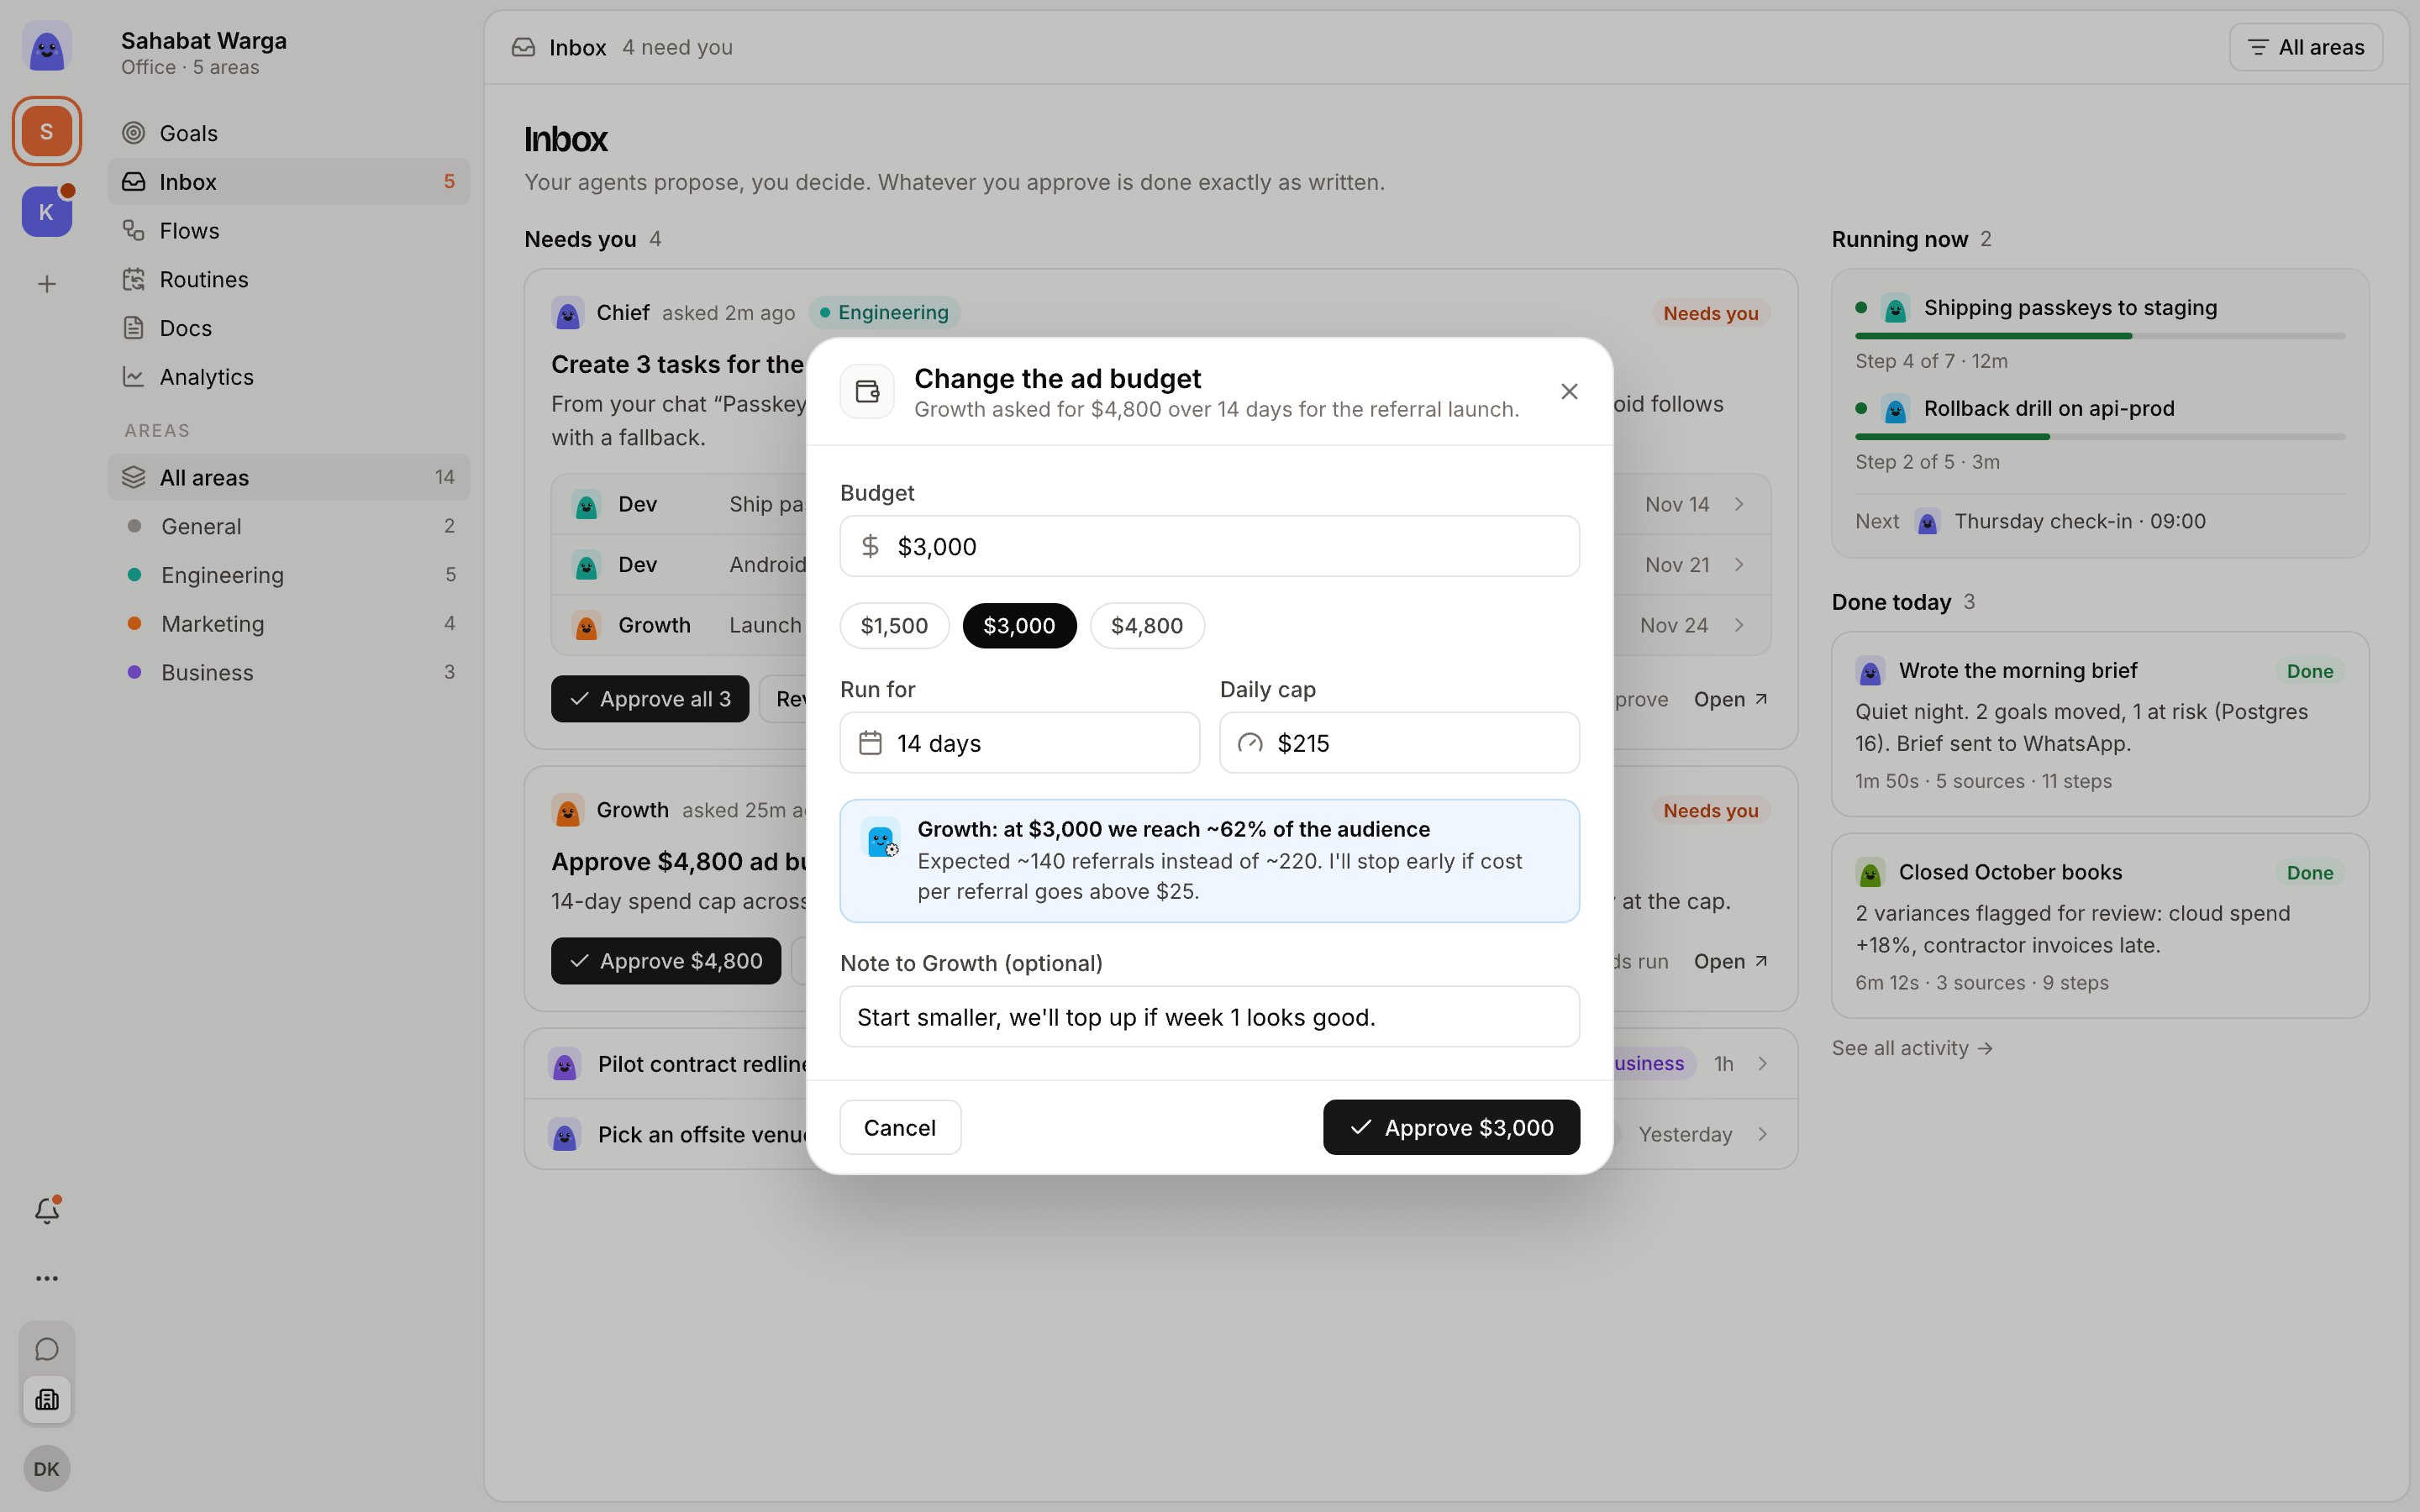 Sahabat Warga
Office · 5 areas
S
K
Goals
Inbox 5
Flows
Routines
Docs
Analytics
AREAS
All areas 14
General 2
Engineering 5
Marketing 4
Business 3
DK
Inbox 4 need you
All areas
Inbox
Your agents propose, you decide. Whatever you approve is done exactly as written.
Needs you 4
Chief asked 2m ago Engineering Needs you
Create 3 tasks for the
From your chat “Passkey oid follows
with a fallback.
Dev Ship pa Nov 14
Dev Android Nov 21
Growth Launch Nov 24
Approve all 3 Rev prove Open
Growth asked 25m a Needs you
Approve $4,800 ad bu
14-day spend cap across at the cap.
Approve $4,800 ds run Open
Pilot contract redline usiness 1h
Pick an offsite venu Yesterday
Change the ad budget
Growth asked for $4,800 over 14 days for the referral launch.
Budget
$3,000
$1,500 $3,000 $4,800
Run for Daily cap
14 days $215
Growth: at $3,000 we reach ~62% of the audience
Expected ~140 referrals instead of ~220. I'll stop early if cost
per referral goes above $25.
Note to Growth (optional)
Start smaller, we'll top up if week 1 looks good.
Cancel Approve $3,000
Running now 2
Shipping passkeys to staging
Step 4 of 7 · 12m
Rollback drill on api-prod
Step 2 of 5 · 3m
Next Thursday check-in · 09:00
Done today 3
Wrote the morning brief Done
Quiet night. 2 goals moved, 1 at risk (Postgres
16). Brief sent to WhatsApp.
1m 50s · 5 sources · 11 steps
Closed October books Done
2 variances flagged for review: cloud spend
+18%, contractor invoices late.
6m 12s · 3 sources · 9 steps
See all activity →